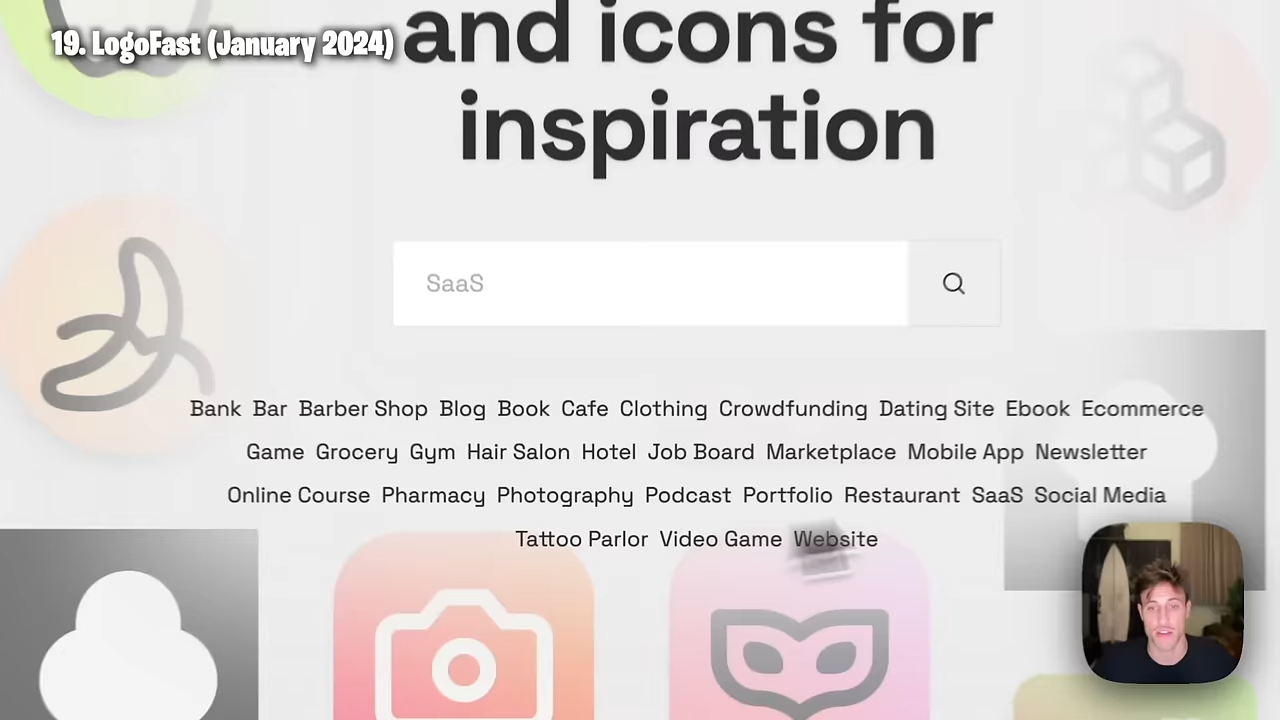 19. LogoFast (January 2024)
and icons for
inspiration
SaaS
Bank Bar Barber Shop Blog Book Cafe Clothing Crowdfunding Dating Site Ebook Ecommerce
Game Grocery Gym Hair Salon Hotel Job Board Marketplace Mobile App Newsletter
Online Course Pharmacy Photography Podcast Portfolio Restaurant SaaS Social Media
Tattoo Parlor Video Game Website